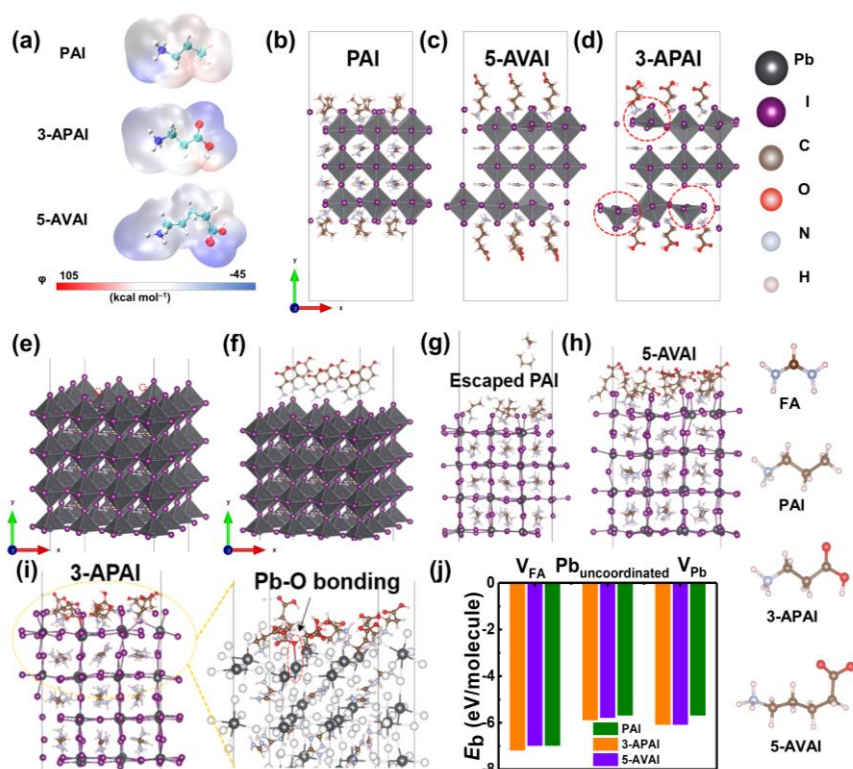 (a)
PAI
3-APAI
5-AVAI
φ
105
-45
(kcal mol⁻¹)
(b)
PAI
(c)
5-AVAI
(d)
3-APAI
y
x
Pb
I
C
O
N
H
(e)
y
x
(f)
(g)
Escaped PAI
(h)
5-AVAI
FA
PAI
3-APAI
5-AVAI
(i)
3-APAI
Pb-O bonding
(j)
V_FA Pb_uncoordinated V_Pb
0
-2
-4
-6
-8
E_b (eV/molecule)
PAI
3-APAI
5-AVAI